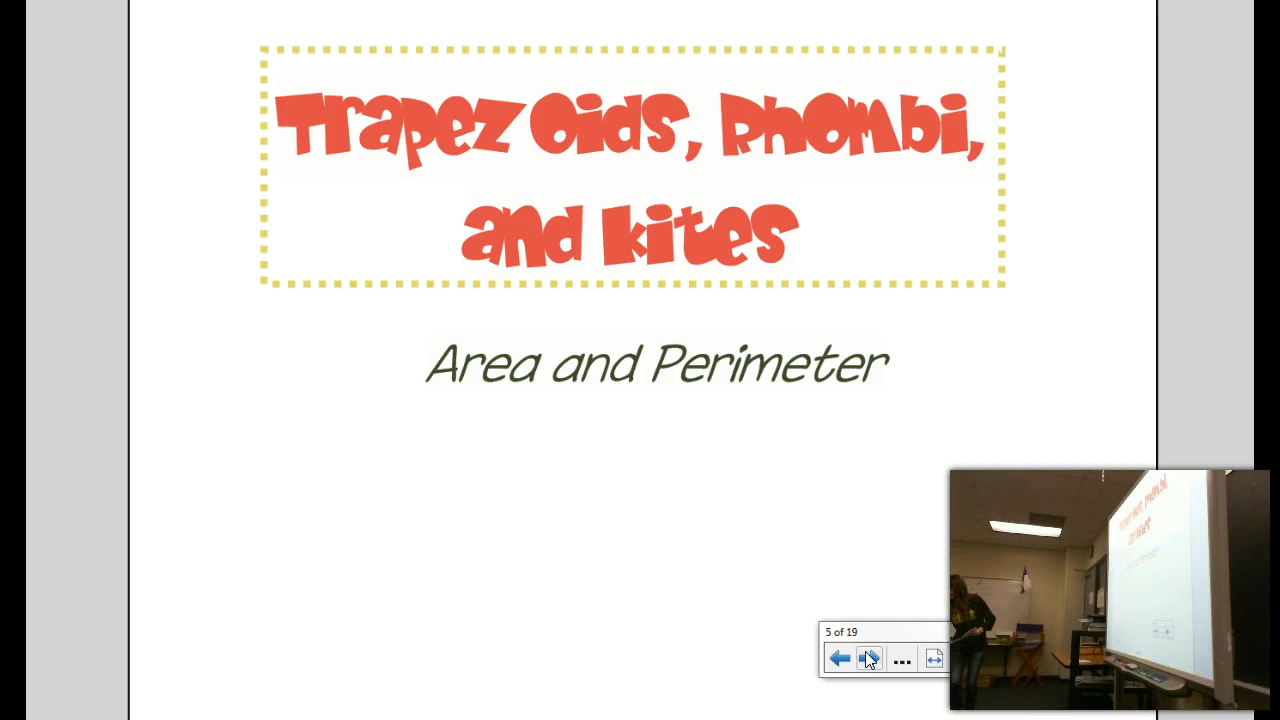 Trapezoids, Rhombi,
and kites
Area and Perimeter
5 of 19
...